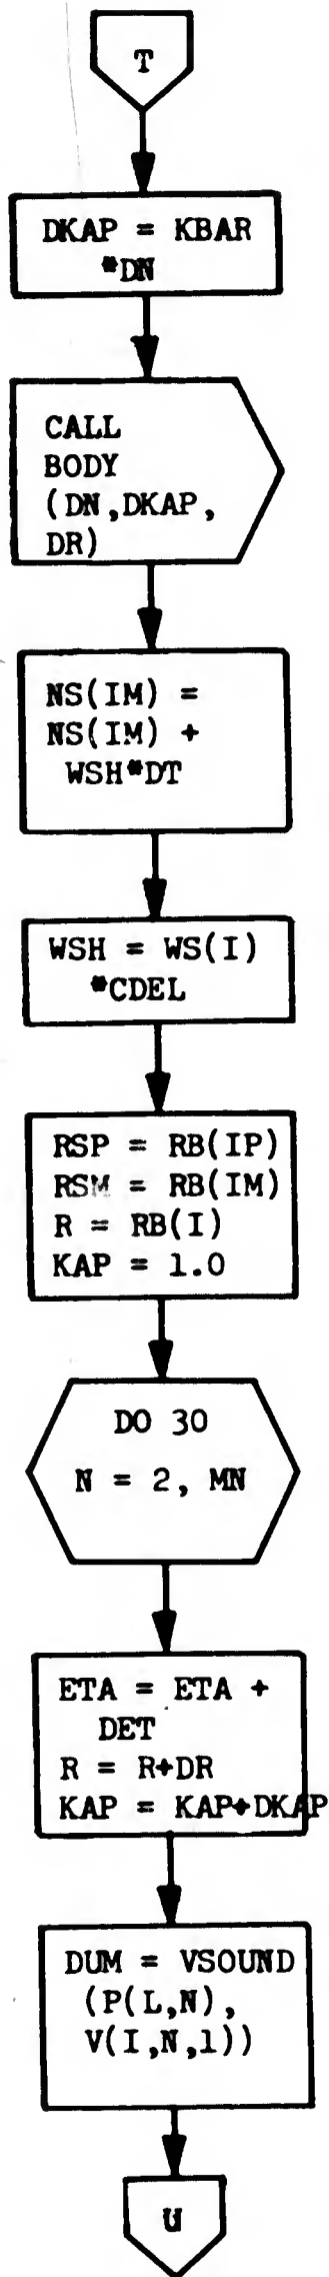 T
DKAP = KBAR
*DN
CALL
BODY
(DN,DKAP,
DR)
NS(IM) =
NS(IM) +
WSH*DT
WSH = WS(I)
*CDEL
RSP = RB(IP)
RSM = RB(IM)
R = RB(I)
KAP = 1.0
DO 30
N = 2, MN
ETA = ETA +
DET
R = R+DR
KAP = KAP+DKAP
DUM = VSOUND
(P(L,N),
V(I,N,1))
U